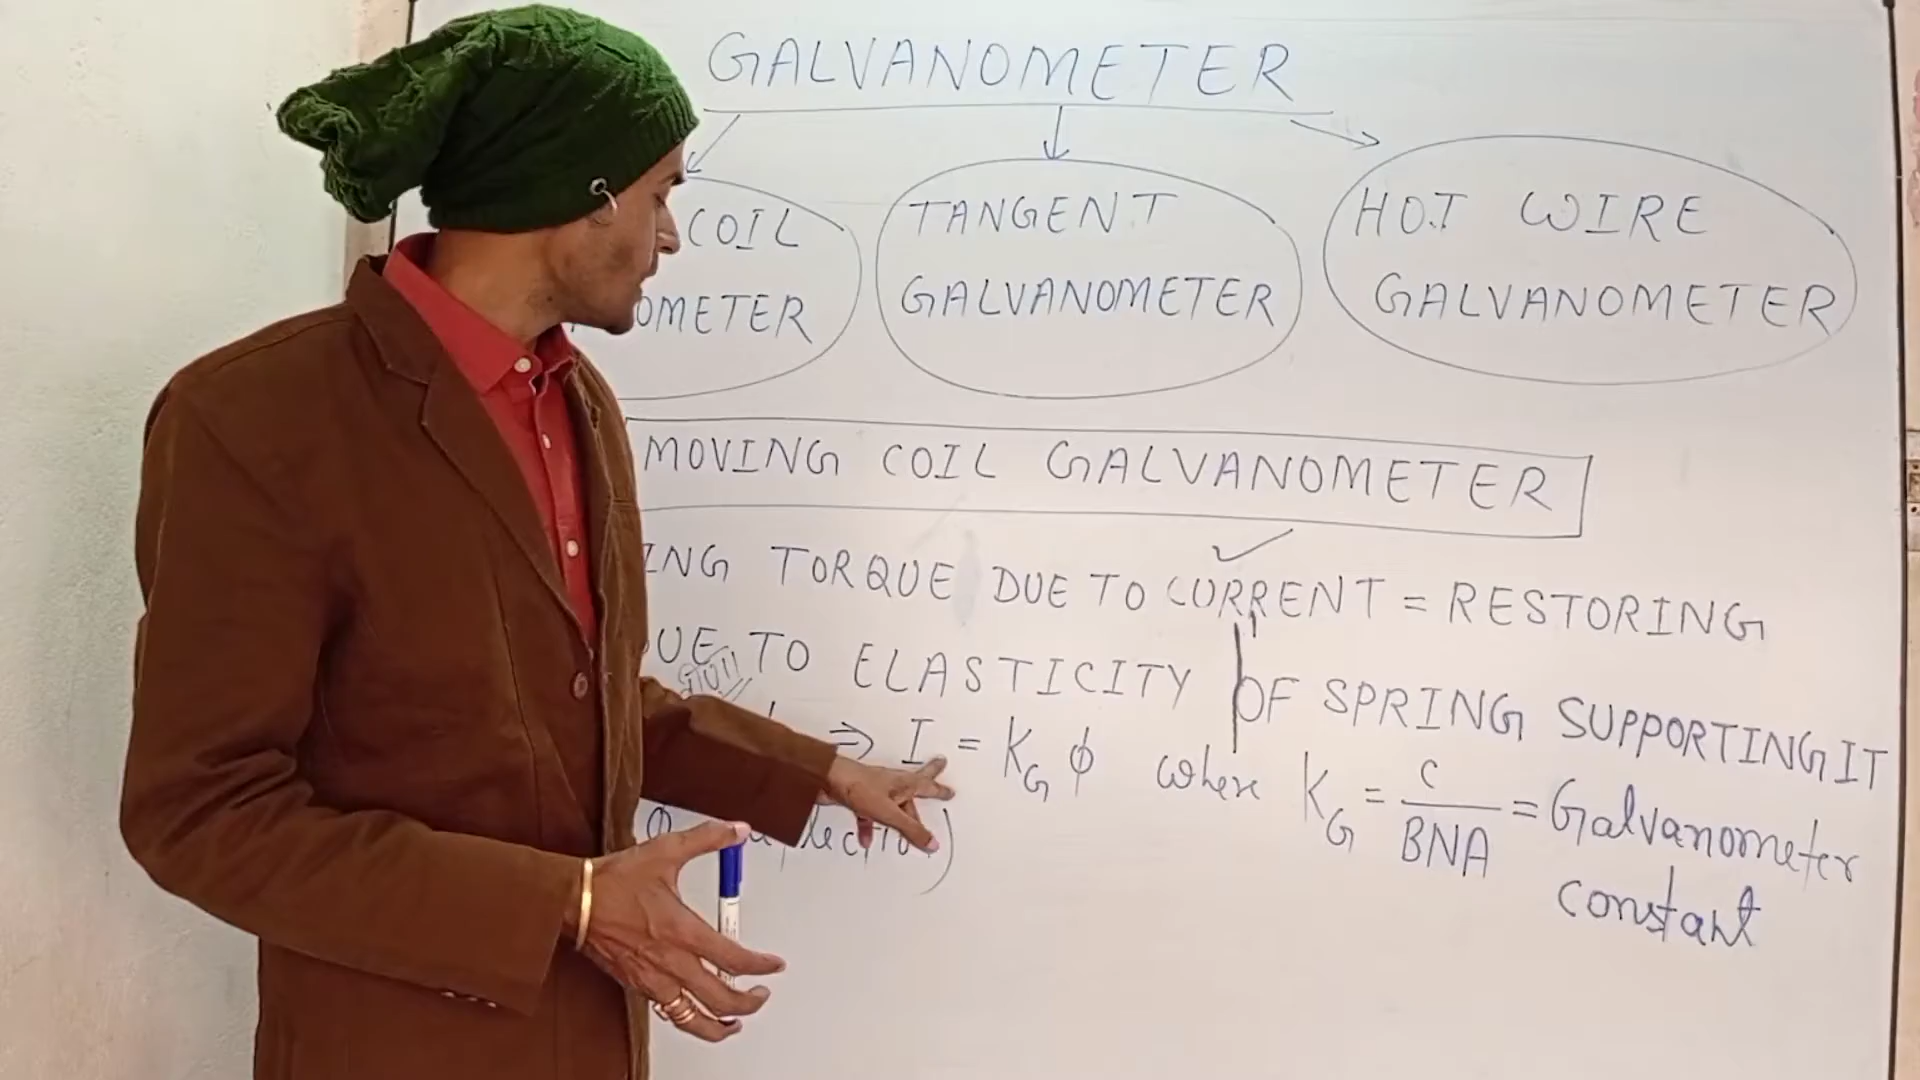 GALVANOMETER
COIL TANGENT HOT WIRE
OMETER GALVANOMETER GALVANOMETER
MOVING COIL GALVANOMETER
ING TORQUE DUE TO CURRENT = RESTORING
UE TO ELASTICITY OF SPRING SUPPORTING IT
⇒ I = K_G ϕ where K_G = C/BNA = Galvanometer
constant